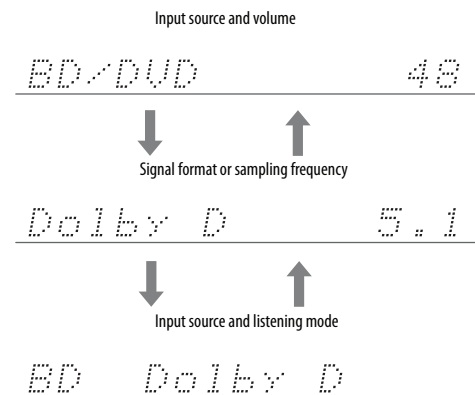 Input source and volume
BD/DVD 48
Signal format or sampling frequency
Dolby D 5.1
Input source and listening mode
BD Dolby D